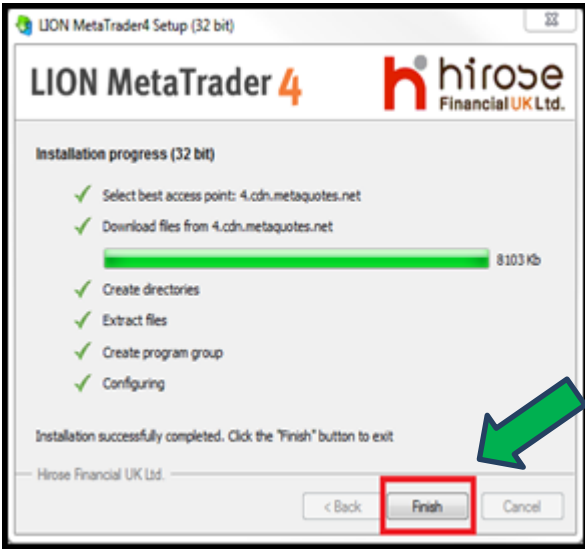 LION MetaTrader4 Setup (32 bit)
LION MetaTrader 4
hirose
Financial UK Ltd.
Installation progress (32 bit)
Select best access point: 4.cdn.metaquotes.net
Download files from 4.cdn.metaquotes.net
8103 Kb
Create directories
Extract files
Create program group
Configuring
Installation successfully completed. Click the "Finish" button to exit
Hirose Financial UK Ltd.
< Back Finish Cancel